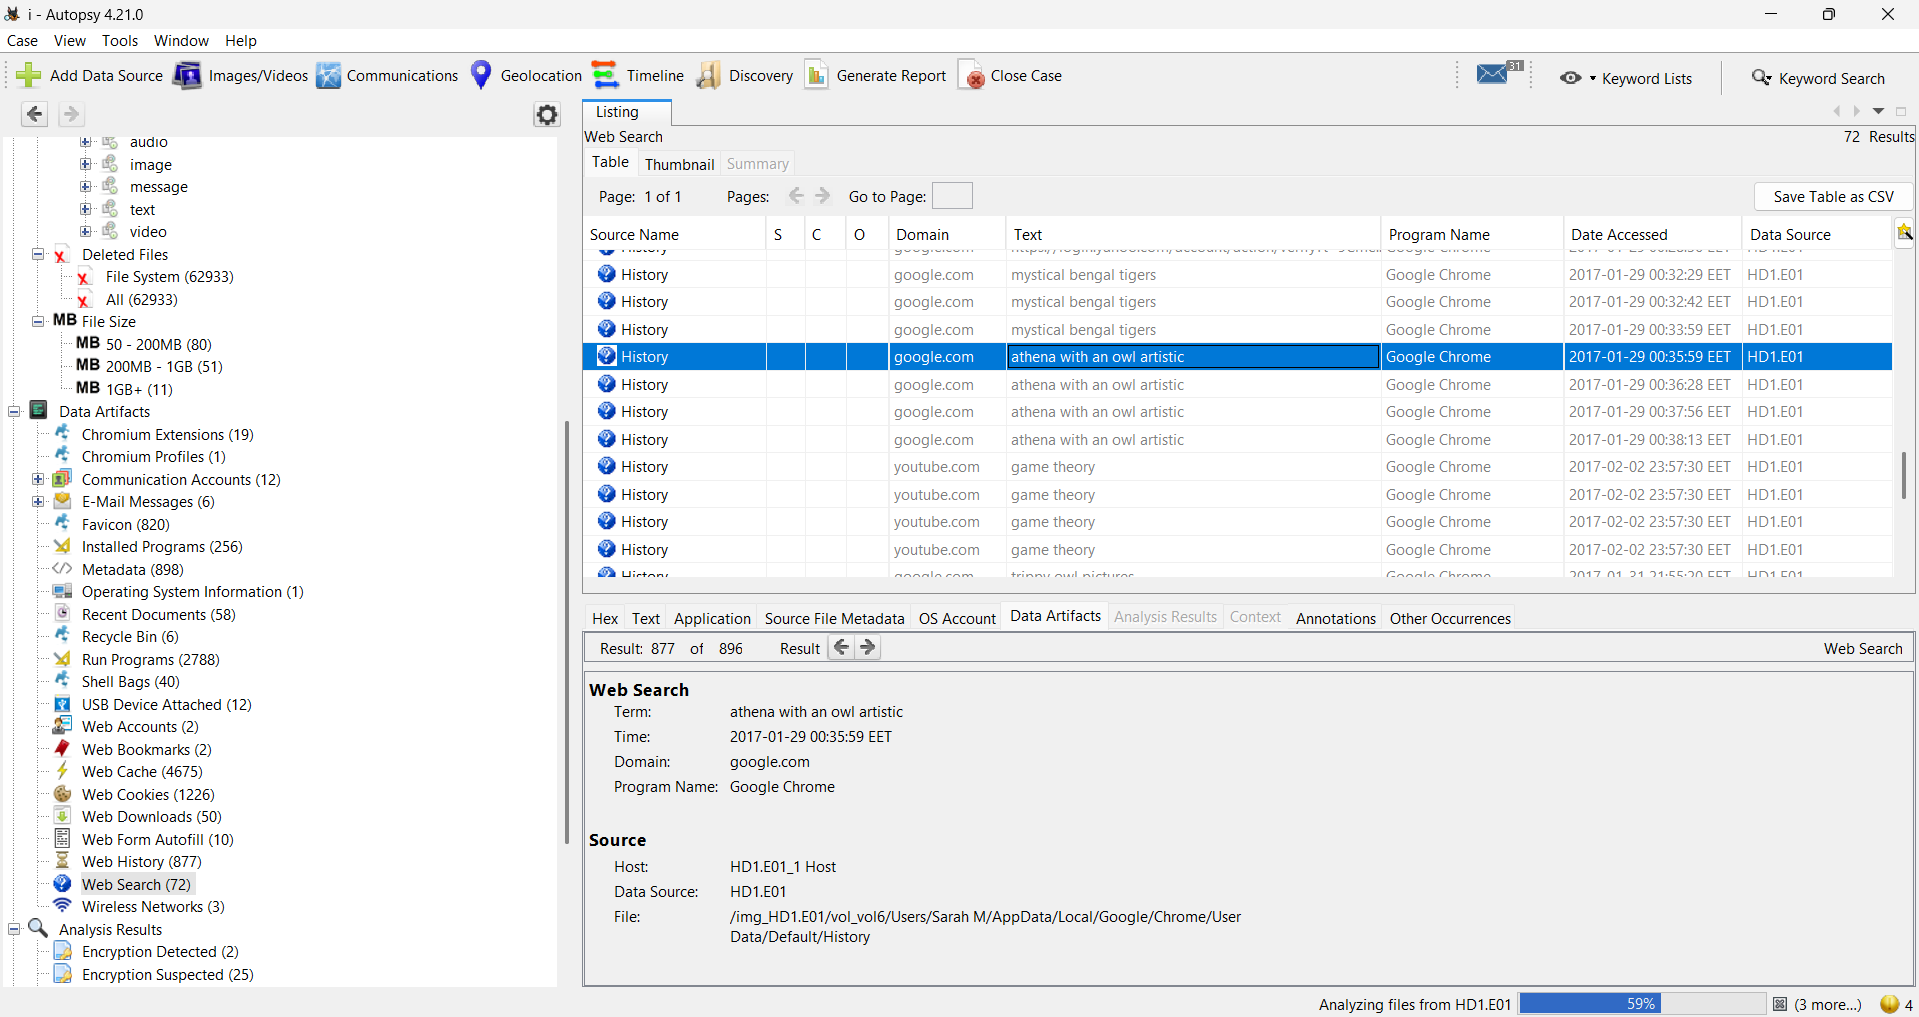 i - Autopsy 4.21.0
Case View Tools Window Help
Add Data Source Images/Videos Communications Geolocation Timeline Discovery Generate Report Close Case 31 Keyword Lists Keyword Search
audio
image
message
text
video
Deleted Files
File System (62933)
All (62933)
MB File Size
MB 50 - 200MB (80)
MB 200MB - 1GB (51)
MB 1GB+ (11)
Data Artifacts
Chromium Extensions (19)
Chromium Profiles (1)
Communication Accounts (12)
E-Mail Messages (6)
Favicon (820)
Installed Programs (256)
Metadata (898)
Operating System Information (1)
Recent Documents (58)
Recycle Bin (6)
Run Programs (2788)
Shell Bags (40)
USB Device Attached (12)
Web Accounts (2)
Web Bookmarks (2)
Web Cache (4675)
Web Cookies (1226)
Web Downloads (50)
Web Form Autofill (10)
Web History (877)
Web Search (72)
Wireless Networks (3)
Analysis Results
Encryption Detected (2)
Encryption Suspected (25)
Listing
Web Search 72 Results
Table Thumbnail Summary
Page: 1 of 1 Pages: Go to Page: Save Table as CSV
Source Name S C O Domain Text Program Name Date Accessed Data Source
History google.com mystical bengal tigers Google Chrome 2017-01-29 00:32:29 EET HD1.E01
History google.com mystical bengal tigers Google Chrome 2017-01-29 00:32:42 EET HD1.E01
History google.com mystical bengal tigers Google Chrome 2017-01-29 00:33:59 EET HD1.E01
History google.com athena with an owl artistic Google Chrome 2017-01-29 00:35:59 EET HD1.E01
History google.com athena with an owl artistic Google Chrome 2017-01-29 00:36:28 EET HD1.E01
History google.com athena with an owl artistic Google Chrome 2017-01-29 00:37:56 EET HD1.E01
History google.com athena with an owl artistic Google Chrome 2017-01-29 00:38:13 EET HD1.E01
History youtube.com game theory Google Chrome 2017-02-02 23:57:30 EET HD1.E01
History youtube.com game theory Google Chrome 2017-02-02 23:57:30 EET HD1.E01
History youtube.com game theory Google Chrome 2017-02-02 23:57:30 EET HD1.E01
History youtube.com game theory Google Chrome 2017-02-02 23:57:30 EET HD1.E01
History google.com trippy owl pictures Google Chrome 2017-01-31 21:55:20 EET HD1.E01
Hex Text Application Source File Metadata OS Account Data Artifacts Analysis Results Context Annotations Other Occurrences
Result: 877 of 896 Result Web Search
Web Search
Term: athena with an owl artistic
Time: 2017-01-29 00:35:59 EET
Domain: google.com
Program Name: Google Chrome
Source
Host: HD1.E01_1 Host
Data Source: HD1.E01
File: /img_HD1.E01/vol_vol6/Users/Sarah M/AppData/Local/Google/Chrome/User
Data/Default/History
Analyzing files from HD1.E01 59% (3 more...) 4